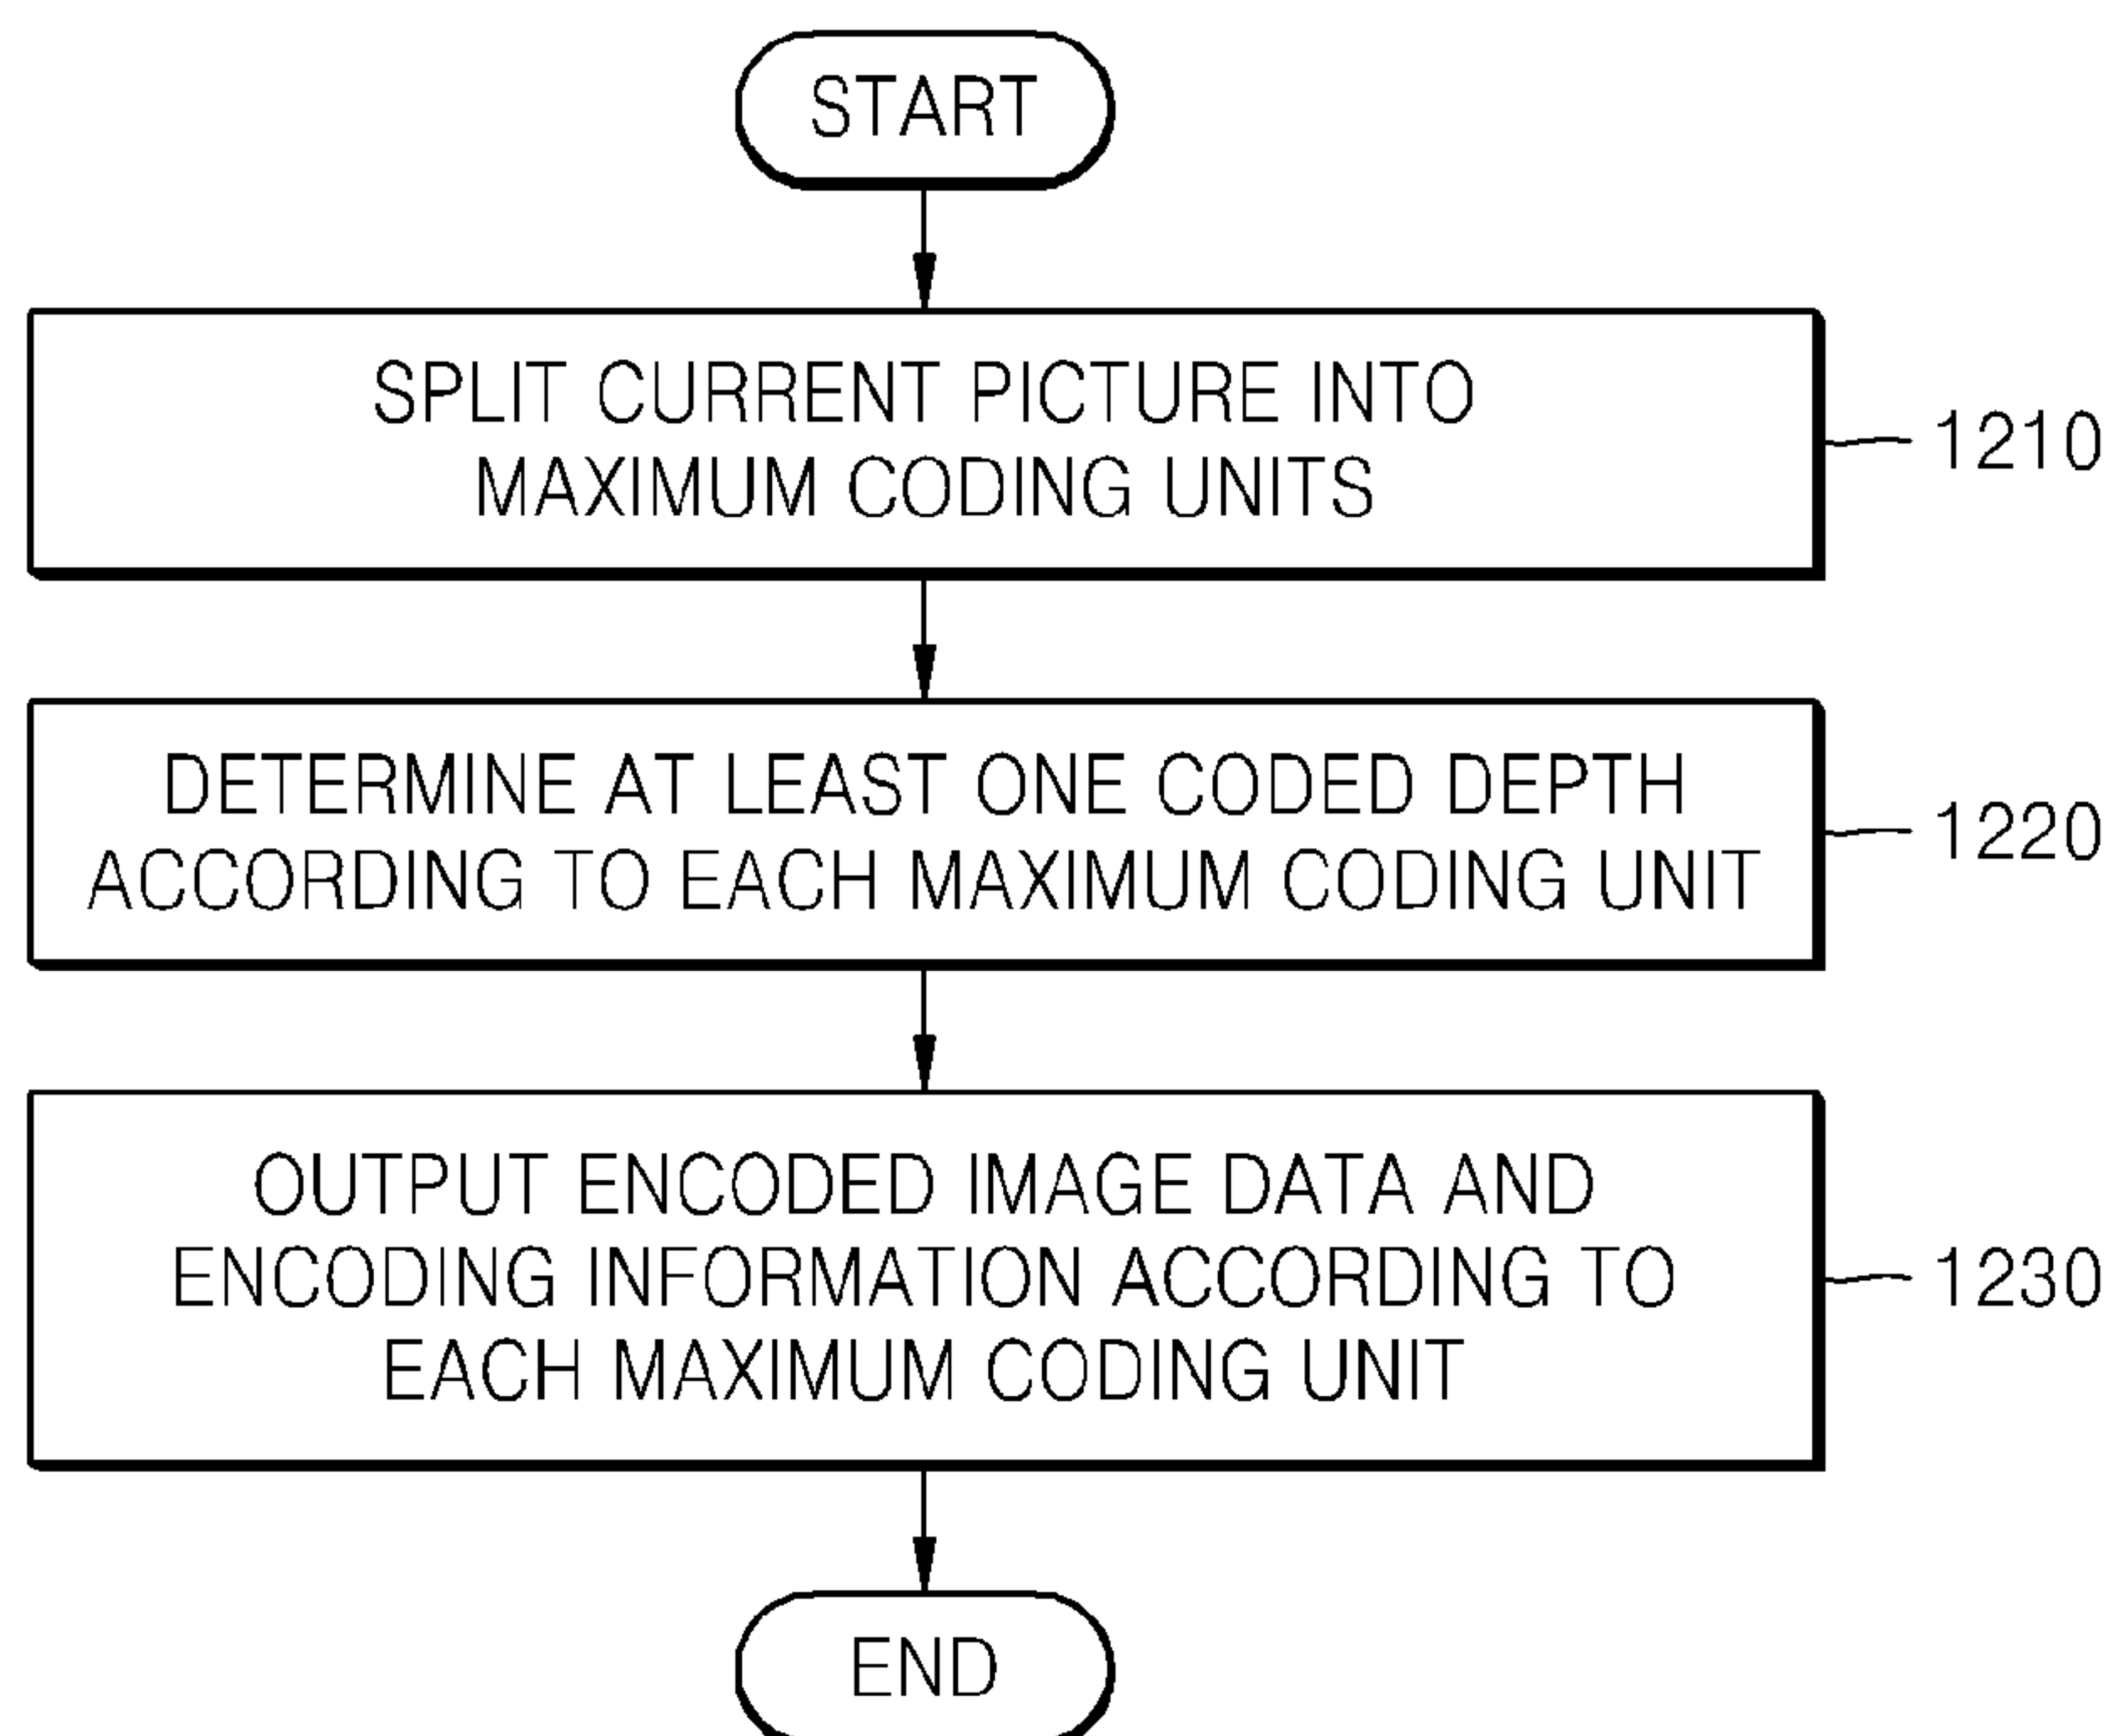 START
SPLIT CURRENT PICTURE INTO
MAXIMUM CODING UNITS
1210
DETERMINE AT LEAST ONE CODED DEPTH
ACCORDING TO EACH MAXIMUM CODING UNIT
1220
OUTPUT ENCODED IMAGE DATA AND
ENCODING INFORMATION ACCORDING TO
EACH MAXIMUM CODING UNIT
1230
END